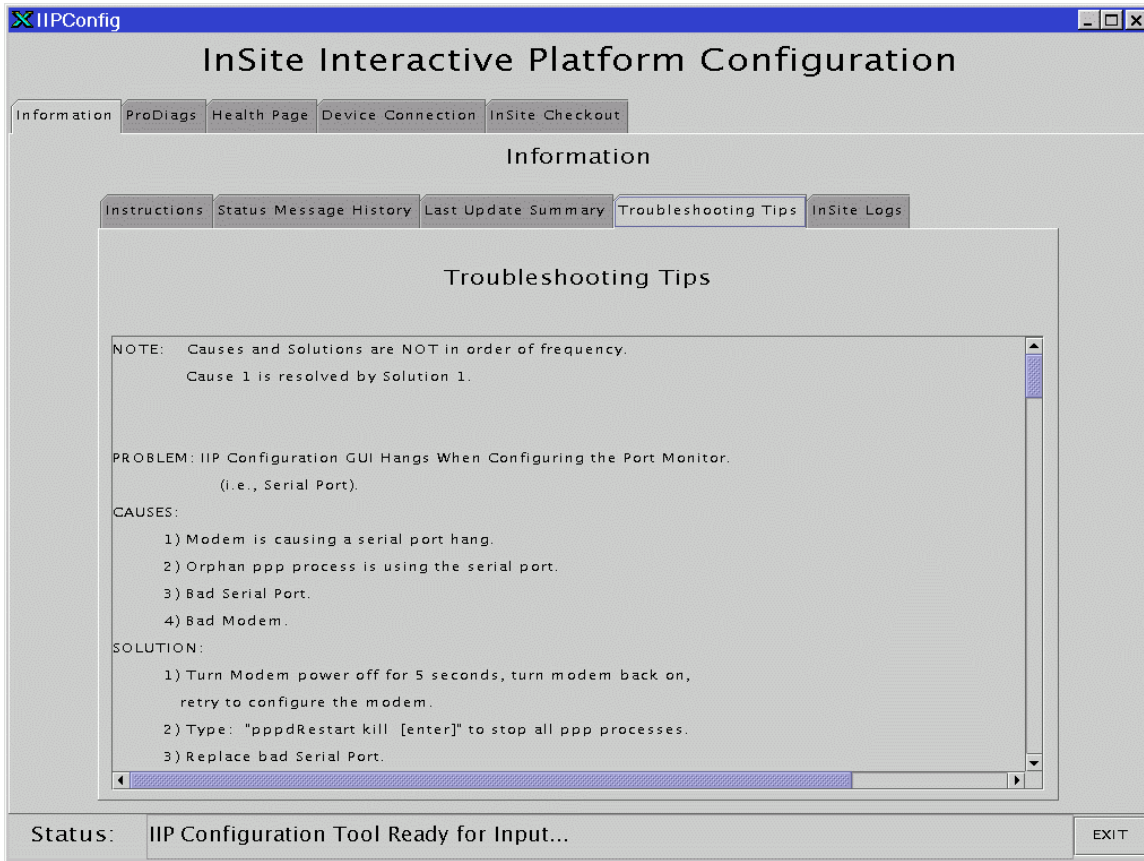 IIPConfig
InSite Interactive Platform Configuration
Information ProDiags Health Page Device Connection InSite Checkout
Information
Instructions Status Message History Last Update Summary Troubleshooting Tips InSite Logs
Troubleshooting Tips
NOTE: Causes and Solutions are NOT in order of frequency.
Cause 1 is resolved by Solution 1.
PROBLEM: IIP Configuration GUI Hangs When Configuring the Port Monitor.
(i.e., Serial Port).
CAUSES:
1) Modem is causing a serial port hang.
2) Orphan ppp process is using the serial port.
3) Bad Serial Port.
4) Bad Modem.
SOLUTION:
1) Turn Modem power off for 5 seconds, turn modem back on,
retry to configure the modem.
2) Type: "pppdRestart kill [enter]" to stop all ppp processes.
3) Replace bad Serial Port.
Status: IIP Configuration Tool Ready for Input... EXIT